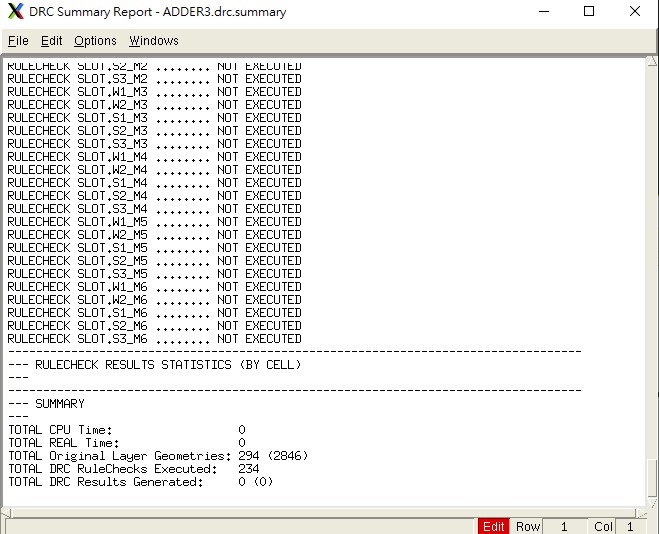 DRC Summary Report - ADDER3.drc.summary
File Edit Options Windows
RULECHECK SLOT.S2_M2 ........ NOT EXECUTED
RULECHECK SLOT.S3_M2 ........ NOT EXECUTED
RULECHECK SLOT.W1_M3 ........ NOT EXECUTED
RULECHECK SLOT.W2_M3 ........ NOT EXECUTED
RULECHECK SLOT.S1_M3 ........ NOT EXECUTED
RULECHECK SLOT.S2_M3 ........ NOT EXECUTED
RULECHECK SLOT.S3_M3 ........ NOT EXECUTED
RULECHECK SLOT.W1_M4 ........ NOT EXECUTED
RULECHECK SLOT.W2_M4 ........ NOT EXECUTED
RULECHECK SLOT.S1_M4 ........ NOT EXECUTED
RULECHECK SLOT.S2_M4 ........ NOT EXECUTED
RULECHECK SLOT.S3_M4 ........ NOT EXECUTED
RULECHECK SLOT.W1_M5 ........ NOT EXECUTED
RULECHECK SLOT.W2_M5 ........ NOT EXECUTED
RULECHECK SLOT.S1_M5 ........ NOT EXECUTED
RULECHECK SLOT.S2_M5 ........ NOT EXECUTED
RULECHECK SLOT.S3_M5 ........ NOT EXECUTED
RULECHECK SLOT.W1_M6 ........ NOT EXECUTED
RULECHECK SLOT.W2_M6 ........ NOT EXECUTED
RULECHECK SLOT.S1_M6 ........ NOT EXECUTED
RULECHECK SLOT.S2_M6 ........ NOT EXECUTED
RULECHECK SLOT.S3_M6 ........ NOT EXECUTED
--------------------------------------------------------------------------
--- RULECHECK RESULTS STATISTICS (BY CELL)
---
--------------------------------------------------------------------------
--- SUMMARY
---
TOTAL CPU Time: 0
TOTAL REAL Time: 0
TOTAL Original Layer Geometries: 294 (2846)
TOTAL DRC RuleChecks Executed: 234
TOTAL DRC Results Generated: 0 (0)
Edit Row 1 Col 1